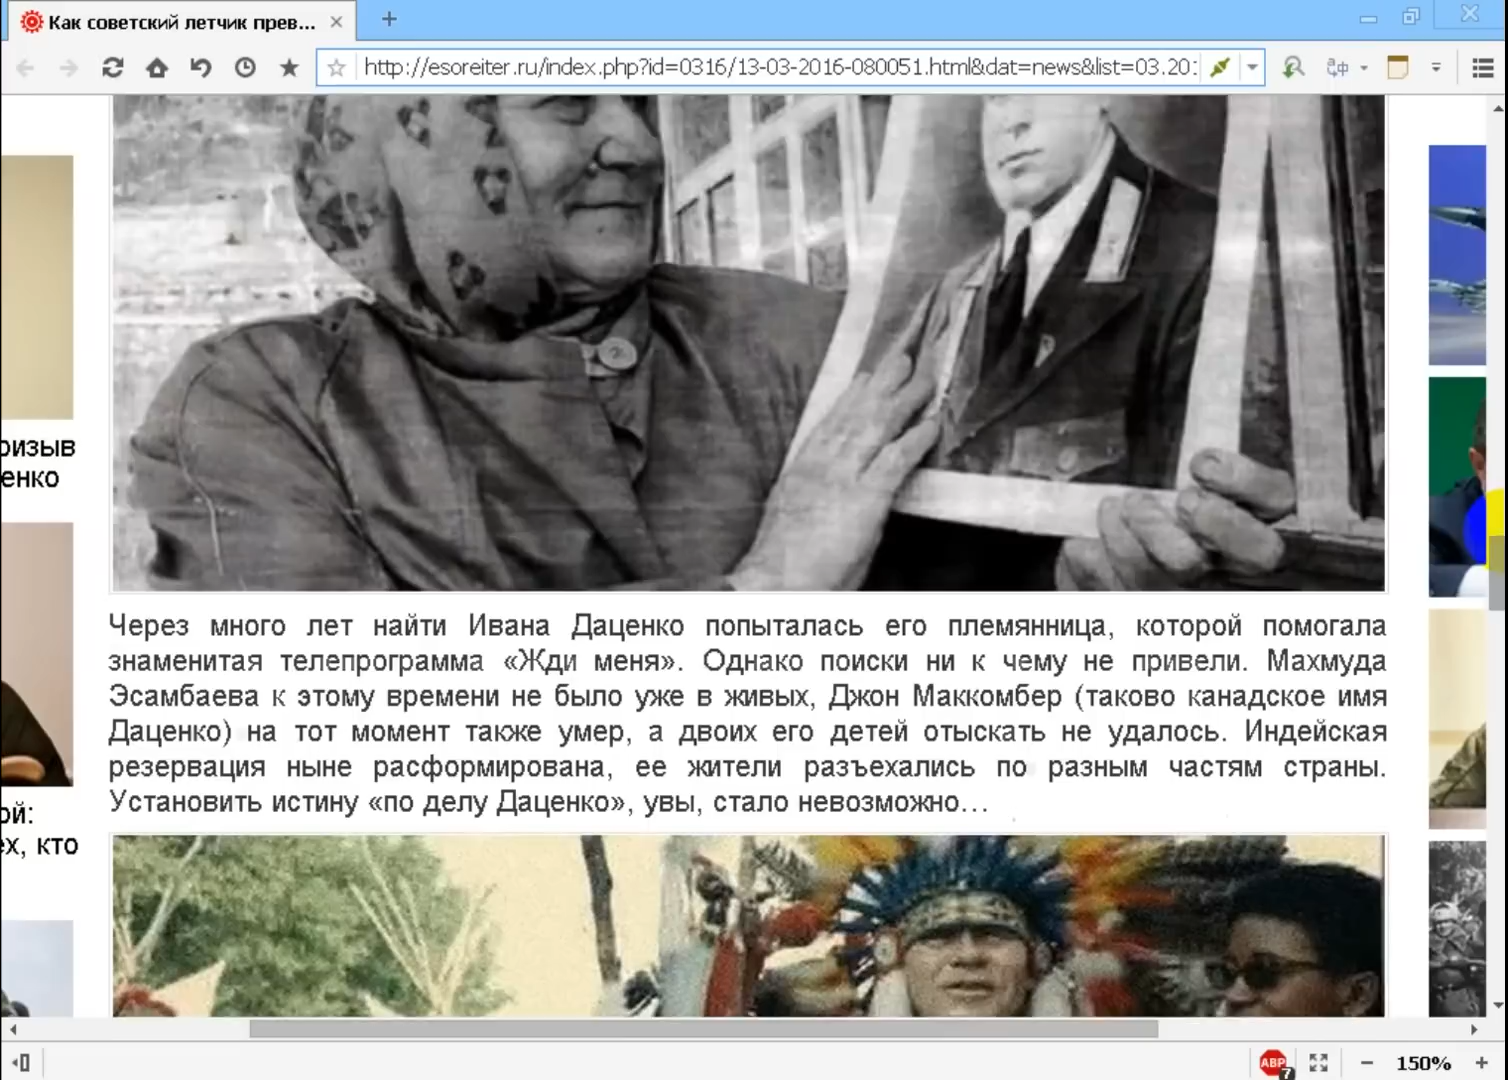 Как советский летчик прев...
http://esoreiter.ru/index.php?id=0316/13-03-2016-080051.html&dat=news&list=03.20
Через много лет найти Ивана Даценко попыталась его племянница, которой помогала
знаменитая телепрограмма «Жди меня». Однако поиски ни к чему не привели. Махмуда
Эсамбаева к этому времени не было уже в живых, Джон Маккомбер (таково канадское имя
Даценко) на тот момент также умер, а двоих его детей отыскать не удалось. Индейская
резервация ныне расформирована, ее жители разъехались по разным частям страны.
Установить истину «по делу Даценко», увы, стало невозможно...
ризыв
енко
ой:
ех, кто
ABP
7
150%